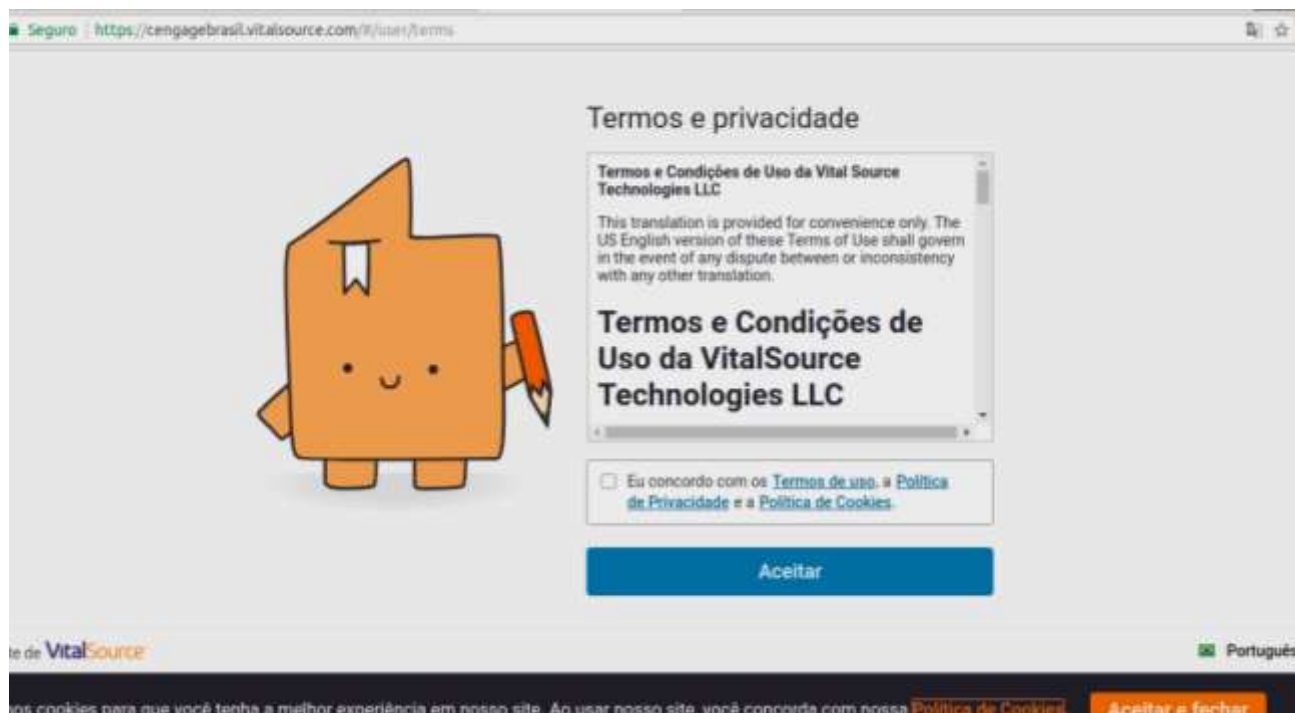 Seguro https://cengagebrasil.vitalsource.com/#/user/terms
Termos e privacidade
Termos e Condições de Uso da Vital Source
Technologies LLC
This translation is provided for convenience only. The
US English version of these Terms of Use shall govern
in the event of any dispute between or inconsistency
with any other translation.
Termos e Condições de
Uso da VitalSource
Technologies LLC
Eu concordo com os Termos de uso, a Política
de Privacidade e a Política de Cookies.
Aceitar
te de VitalSource
Português
os cookies para que você tenha a melhor experiência em nosso site. Ao usar nosso site, você concorda com nossa Política de Cookies
Aceitar e fechar